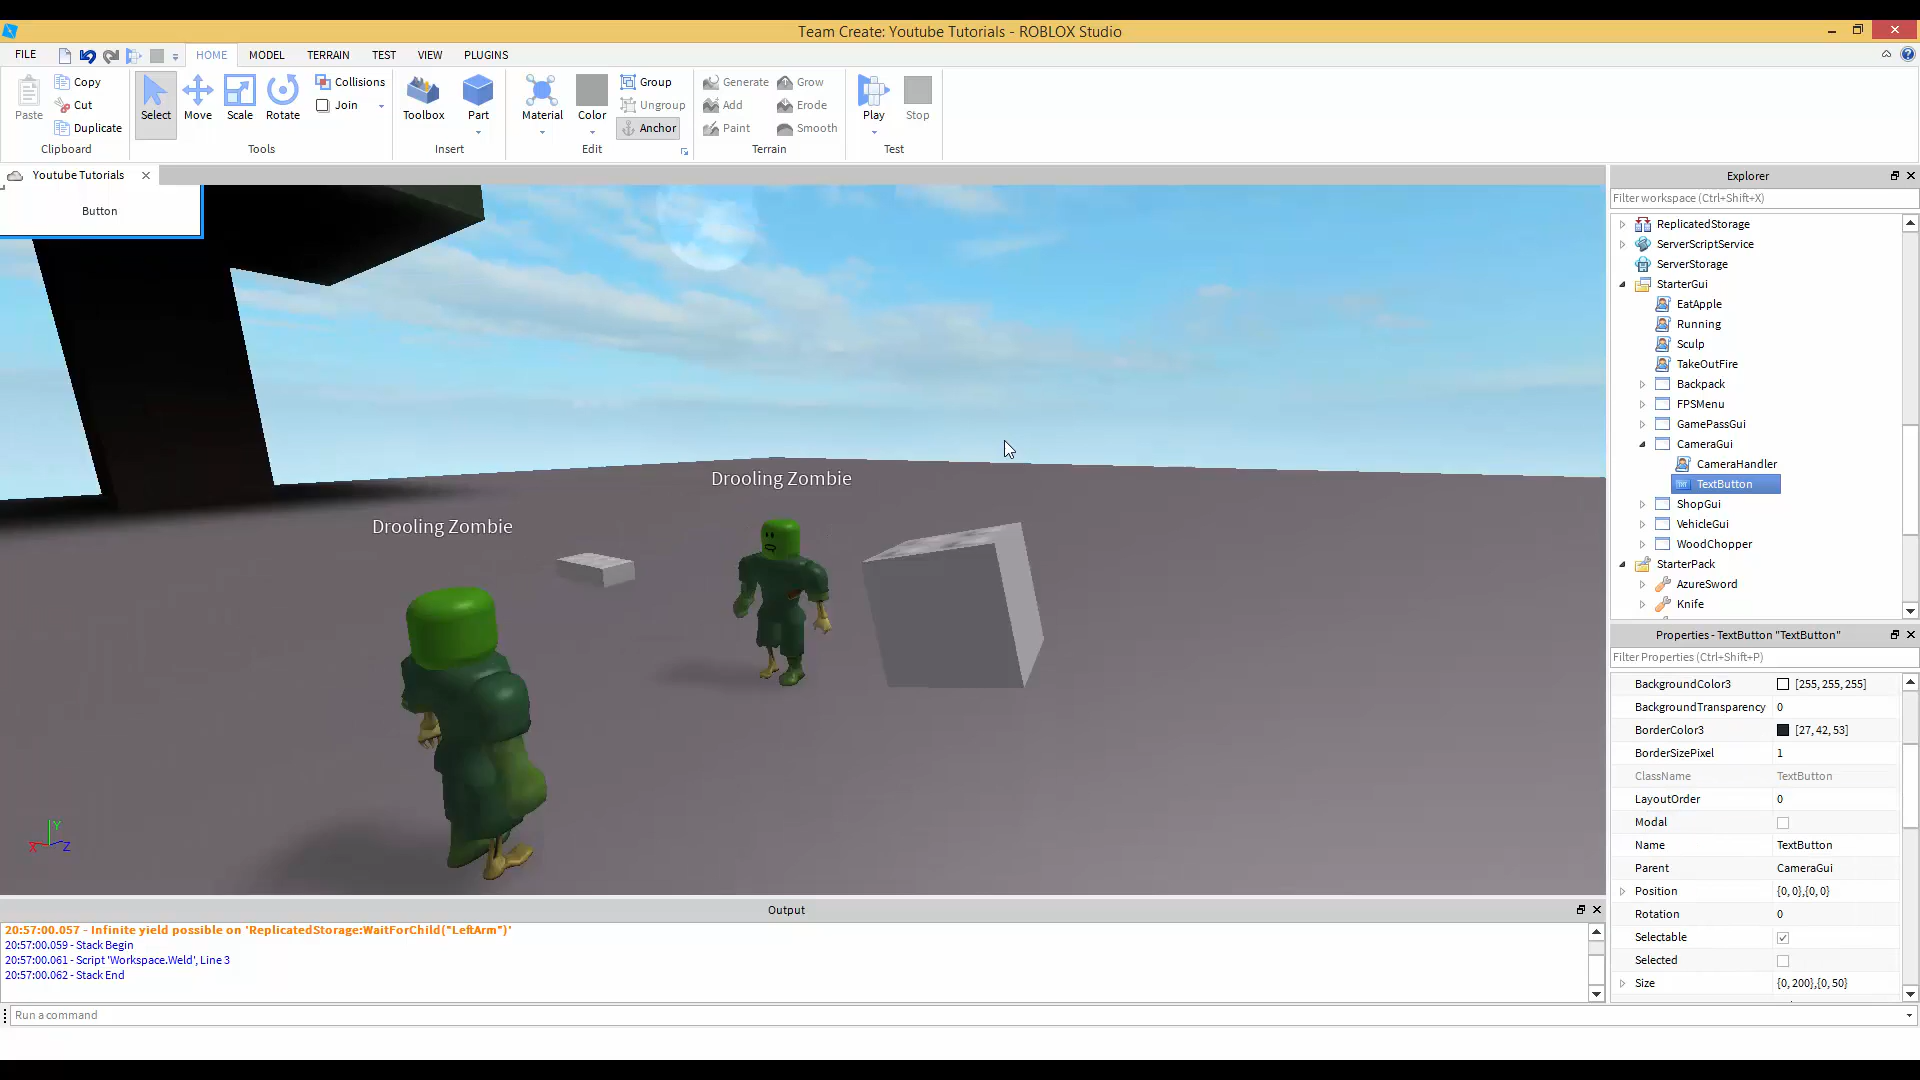 Team Create: Youtube Tutorials - ROBLOX Studio
FILE
HOME
MODEL
TERRAIN
TEST
VIEW
PLUGINS
Paste
Copy
Cut
Duplicate
Clipboard
Select
Move
Scale
Rotate
Collisions
Join
Tools
Toolbox
Part
Insert
Material
Color
Group
Ungroup
Anchor
Edit
Generate
Grow
Add
Erode
Paint
Smooth
Terrain
Play
Stop
Test
Youtube Tutorials
Button
Drooling Zombie
Drooling Zombie
Y
X
Z
Explorer
Filter workspace (Ctrl+Shift+X)
ReplicatedStorage
ServerScriptService
ServerStorage
StarterGui
EatApple
Running
Sculp
TakeOutFire
Backpack
FPSMenu
GamePassGui
CameraGui
CameraHandler
TextButton
ShopGui
VehicleGui
WoodChopper
StarterPack
AzureSword
Knife
Properties - TextButton "TextButton"
Filter Properties (Ctrl+Shift+P)
BackgroundColor3 [255, 255, 255]
BackgroundTransparency 0
BorderColor3 [27, 42, 53]
BorderSizePixel 1
ClassName TextButton
LayoutOrder 0
Modal
Name TextButton
Parent CameraGui
Position {0, 0},{0, 0}
Rotation 0
Selectable
Selected
Size {0, 200},{0, 50}
Output
20:57:00.057 - Infinite yield possible on 'ReplicatedStorage:WaitForChild("LeftArm")'
20:57:00.059 - Stack Begin
20:57:00.061 - Script 'Workspace.Weld', Line 3
20:57:00.062 - Stack End
Run a command